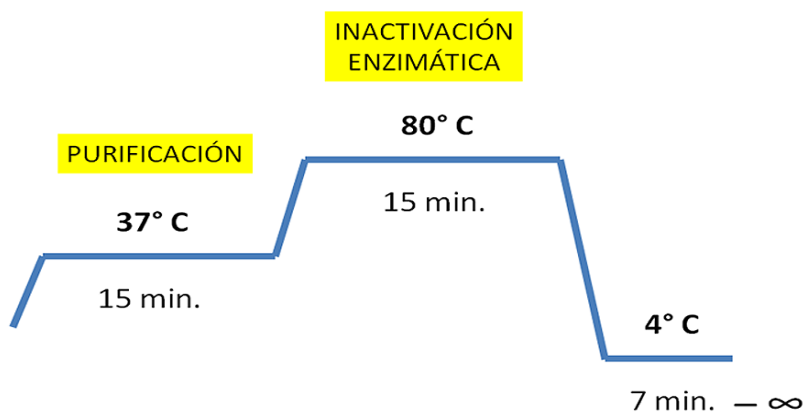 INACTIVACIÓN
ENZIMÁTICA
80° C
PURIFICACIÓN
15 min.
37° C
15 min.
4° C
7 min. – ∞